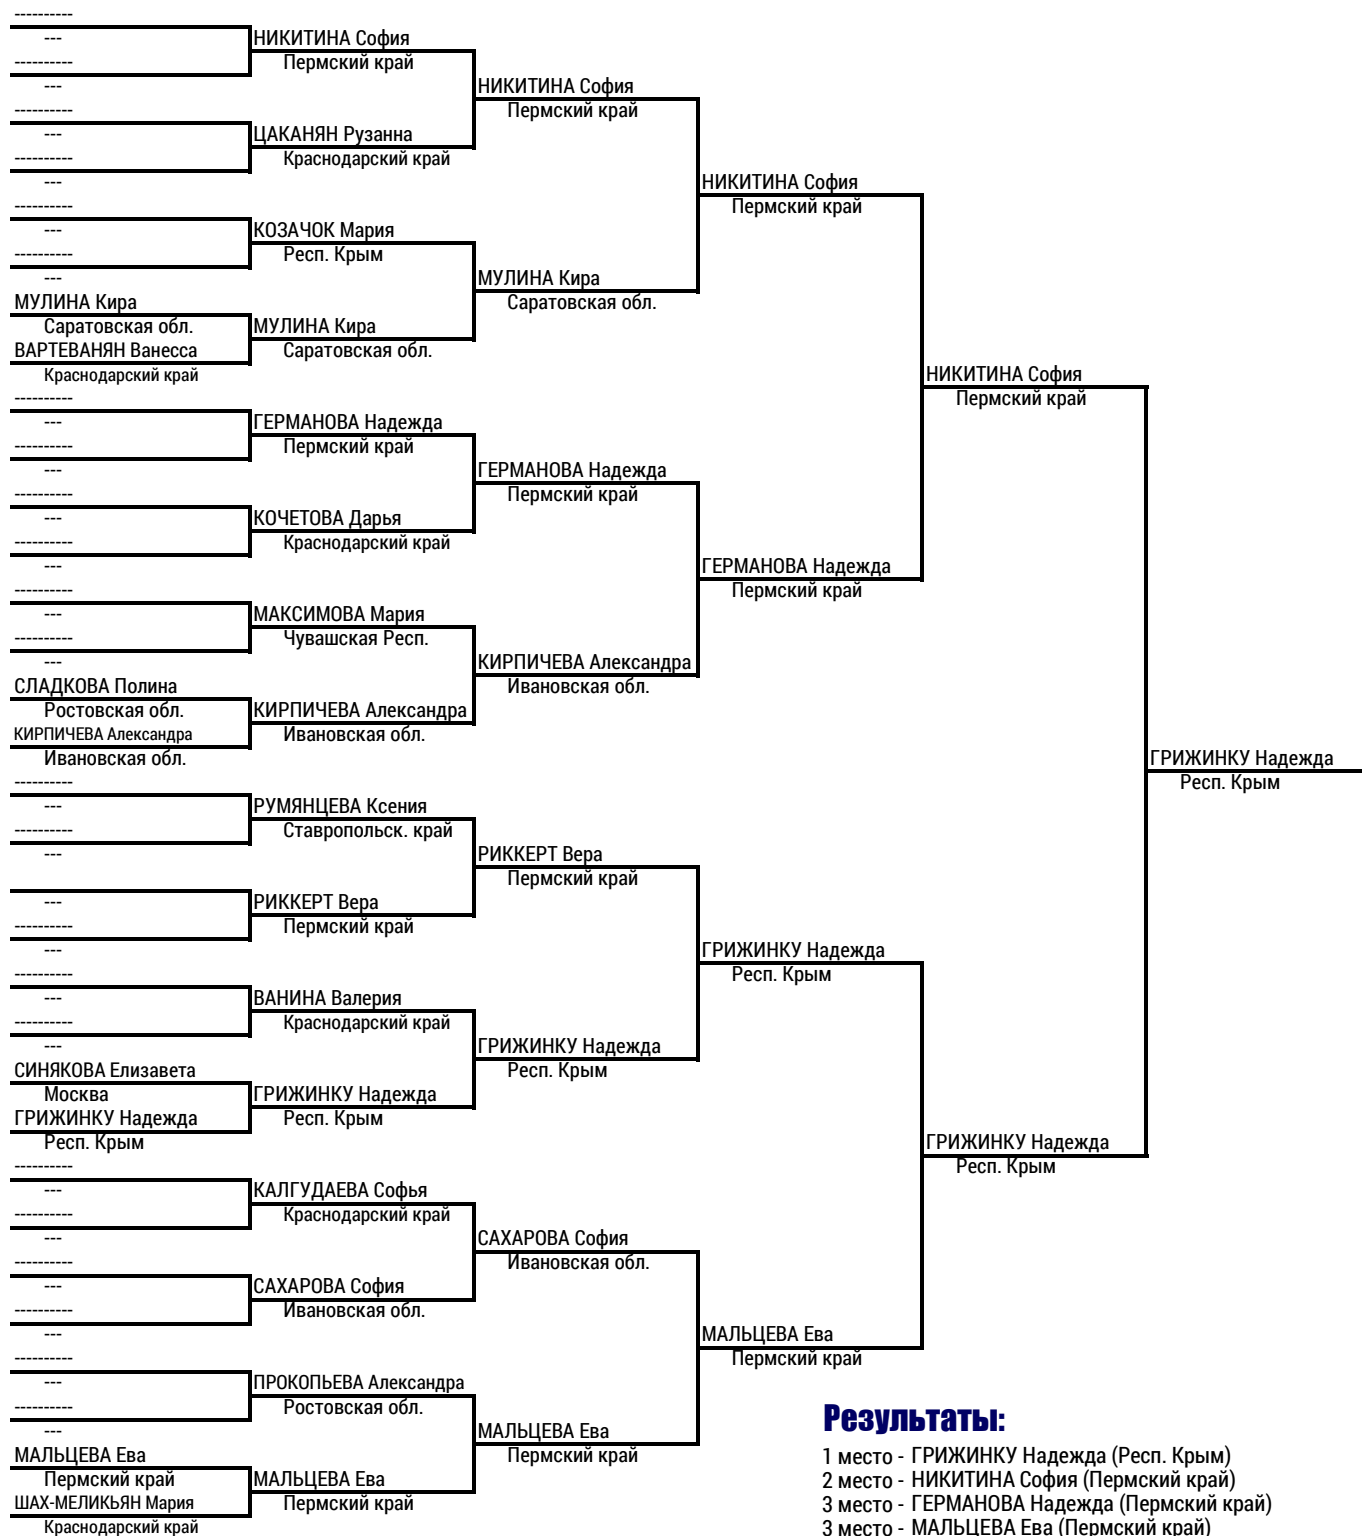 ----------
---
НИКИТИНА София
----------
Пермский край
---
НИКИТИНА София
----------
Пермский край
---
ЦАКАНЯН Рузанна
----------
Краснодарский край
---
НИКИТИНА София
----------
Пермский край
---
КОЗАЧОК Мария
----------
Респ. Крым
---
МУЛИНА Кира
МУЛИНА Кира
Саратовская обл.
Саратовская обл.
МУЛИНА Кира
ВАРТЕВАНЯН Ванесса
Саратовская обл.
Краснодарский край
НИКИТИНА София
----------
Пермский край
---
ГЕРМАНОВА Надежда
----------
Пермский край
---
ГЕРМАНОВА Надежда
----------
Пермский край
---
КОЧЕТОВА Дарья
----------
Краснодарский край
---
ГЕРМАНОВА Надежда
----------
Пермский край
---
МАКСИМОВА Мария
----------
Чувашская Респ.
---
КИРПИЧЕВА Александра
СЛАДКОВА Полина
Ивановская обл.
Ростовская обл.
КИРПИЧЕВА Александра
КИРПИЧЕВА Александра
Ивановская обл.
Ивановская обл.
ГРИЖИНКУ Надежда
----------
Респ. Крым
---
РУМЯНЦЕВА Ксения
----------
Ставропольск. край
---
РИККЕРТ Вера
Пермский край
---
РИККЕРТ Вера
----------
Пермский край
---
ГРИЖИНКУ Надежда
----------
Респ. Крым
---
ВАНИНА Валерия
----------
Краснодарский край
---
ГРИЖИНКУ Надежда
СИНЯКОВА Елизавета
Респ. Крым
Москва
ГРИЖИНКУ Надежда
ГРИЖИНКУ Надежда
Респ. Крым
Респ. Крым
ГРИЖИНКУ Надежда
----------
Респ. Крым
---
КАЛГУДАЕВА Софья
----------
Краснодарский край
---
САХАРОВА София
----------
Ивановская обл.
---
САХАРОВА София
----------
Ивановская обл.
---
МАЛЬЦЕВА Ева
----------
Пермский край
---
ПРОКОПЬЕВА Александра
----------
Ростовская обл.
---
МАЛЬЦЕВА Ева
МАЛЬЦЕВА Ева
Пермский край
Пермский край
МАЛЬЦЕВА Ева
ШАХ-МЕЛИКЬЯН Мария
Пермский край
Краснодарский край
Результаты:
1 место - ГРИЖИНКУ Надежда (Респ. Крым)
2 место - НИКИТИНА София (Пермский край)
3 место - ГЕРМАНОВА Надежда (Пермский край)
3 место - МАЛЬЦЕВА Ева (Пермский край)